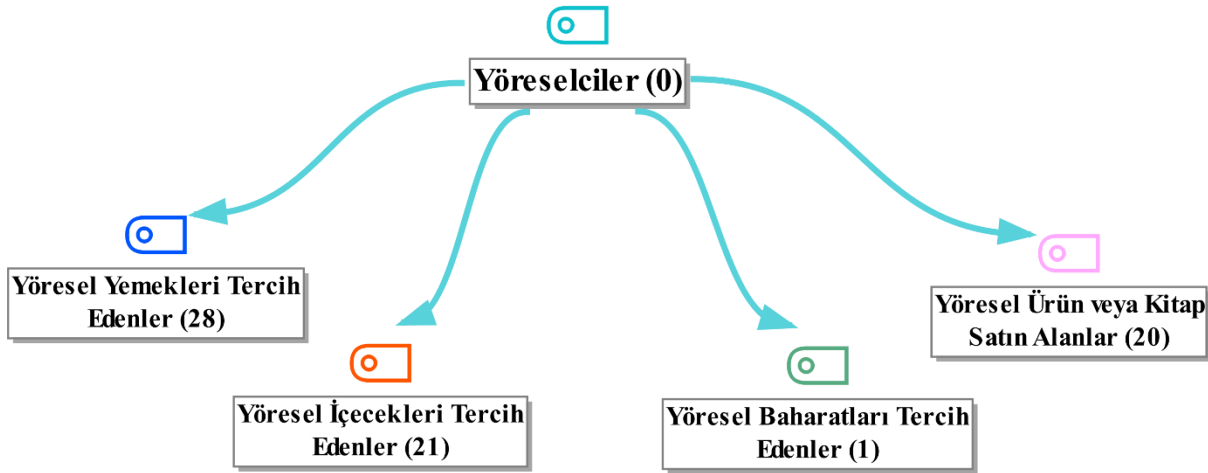 Yöreselciler (0)
Yöresel Yemekleri Tercih
Edenler (28)
Yöresel İçecekleri Tercih
Edenler (21)
Yöresel Baharatları Tercih
Edenler (1)
Yöresel Ürün veya Kitap
Satın Alanlar (20)